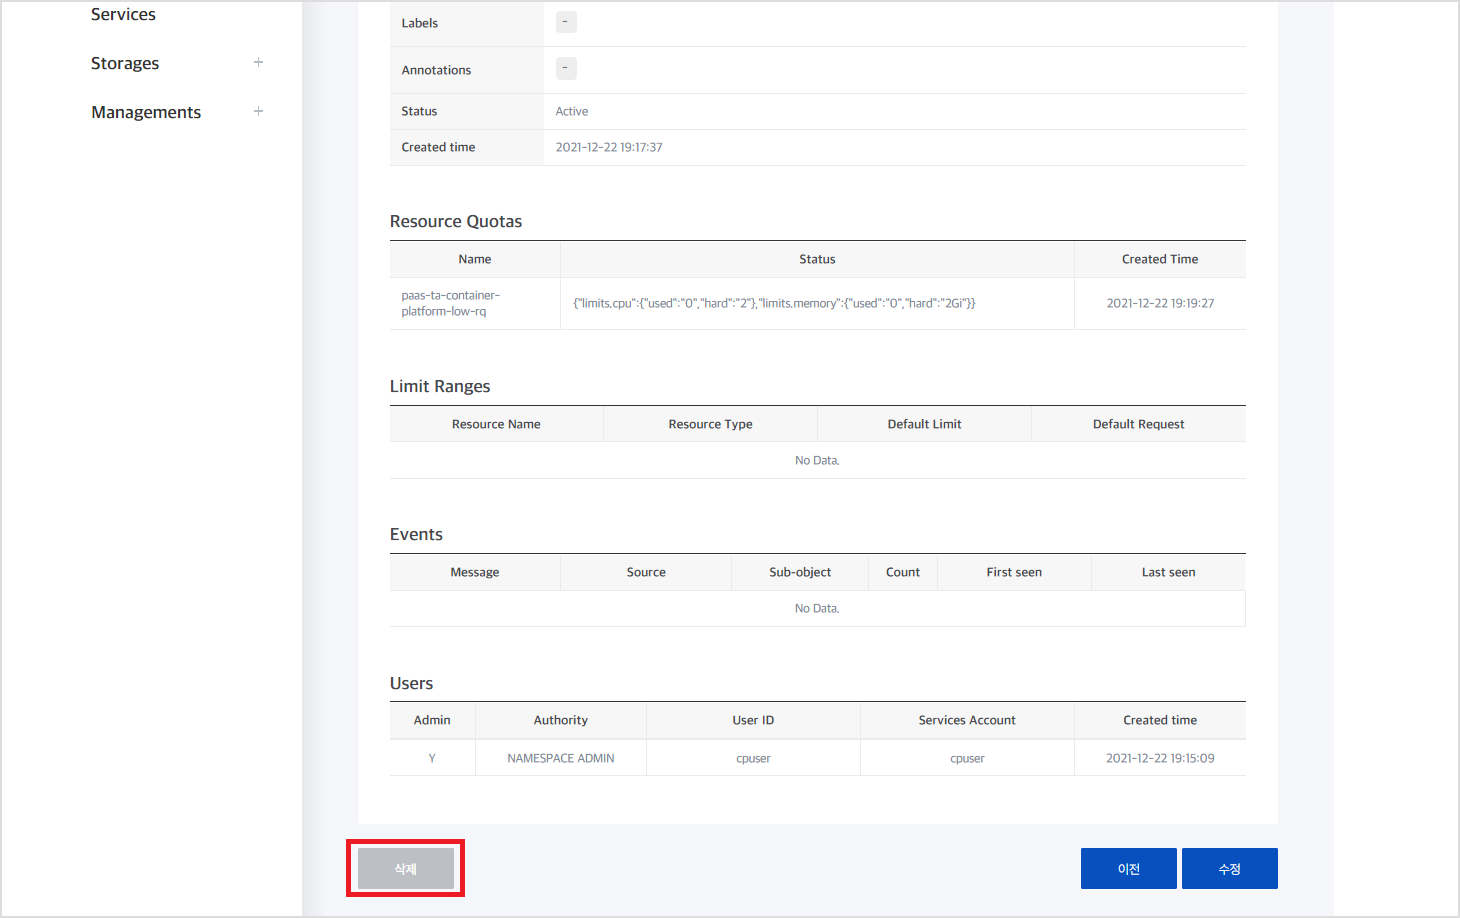 Services
Storages
Managements
Labels -
Annotations -
Status Active
Created time 2021-12-22 19:17:37
Resource Quotas
Name Status Created Time
paas-ta-container-
platform-low-rq
{"limits.cpu":{"used":"0","hard":"2"},"limits.memory":{"used":"0","hard":"2Gi"}}
2021-12-22 19:19:27
Limit Ranges
Resource Name Resource Type Default Limit Default Request
No Data.
Events
Message Source Sub-object Count First seen Last seen
No Data.
Users
Admin Authority User ID Services Account Created time
Y NAMESPACE ADMIN cpuser cpuser 2021-12-22 19:15:09
삭제 이전 수정